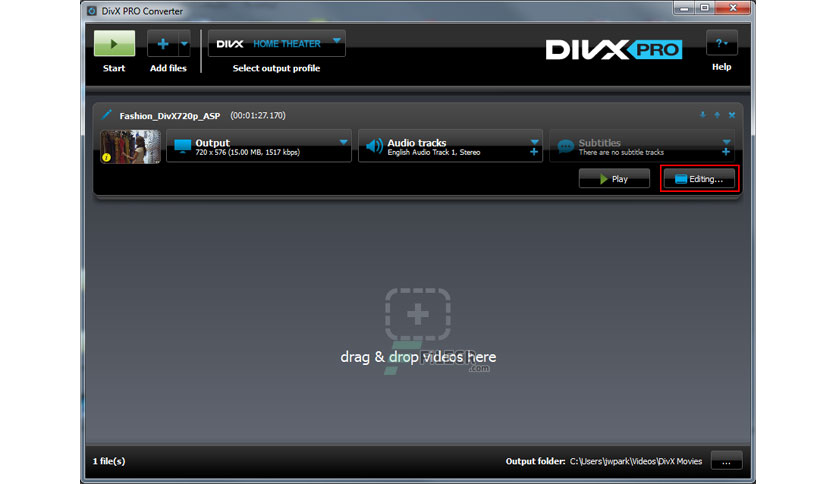 DivX PRO Converter
DIVX HOME THEATER
DIVX PRO
?
Start
Add files
Select output profile
Help
Fashion_DivX720p_ASP (00:01:27.170)
Output
720 x 576 (15.00 MB, 1517 kbps)
Audio tracks
English Audio Track 1, Stereo
Subtitles
There are no subtitle tracks
Play
Editing...
drag & drop videos here
FILECR
.com
1 file(s)
Output folder: C:\Users\jwpark\Videos\DivX Movies
...